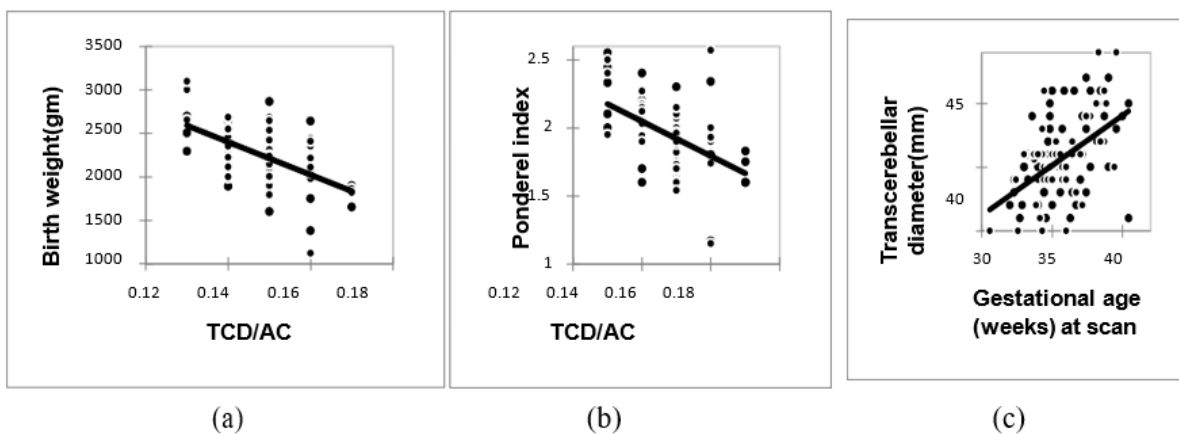 3500
3000
2500
2000
1500
1000
Birth weight(gm)
0.12 0.14 0.16 0.18
TCD/AC
(a)
2.5
2
1.5
1
Ponderel index
0.12 0.14 0.16 0.18
TCD/AC
(b)
45
40
Transcerebellar
diameter(mm)
30 35 40
Gestational age
(weeks) at scan
(c)